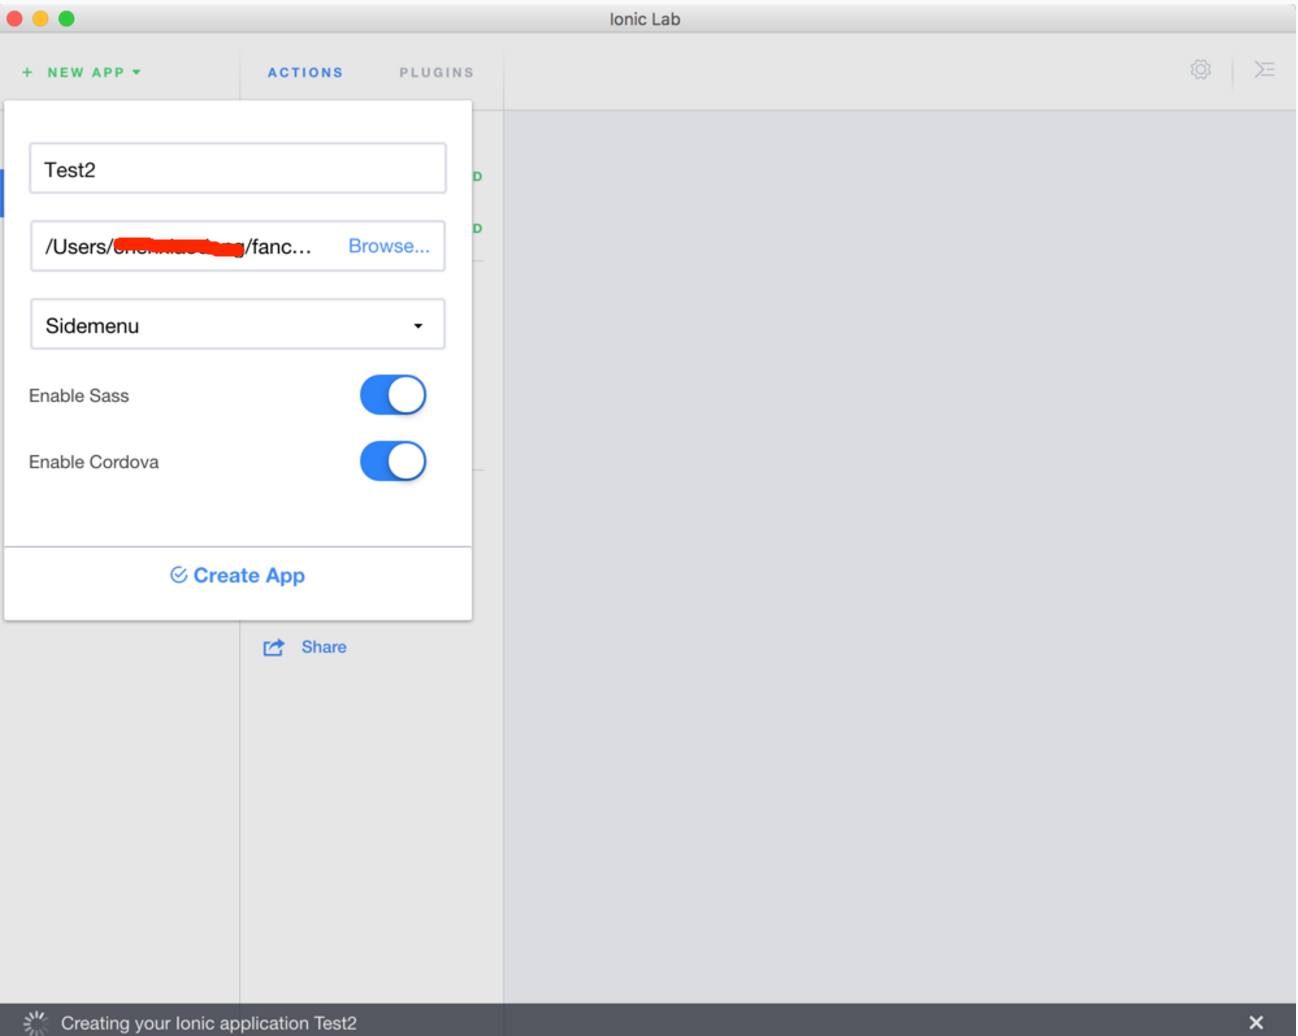 Ionic Lab
+ NEW APP
ACTIONS
PLUGINS
Test2
D
/Users/ /fanc... Browse...
D
Sidemenu
Enable Sass
Enable Cordova
Create App
Share
Creating your Ionic application Test2